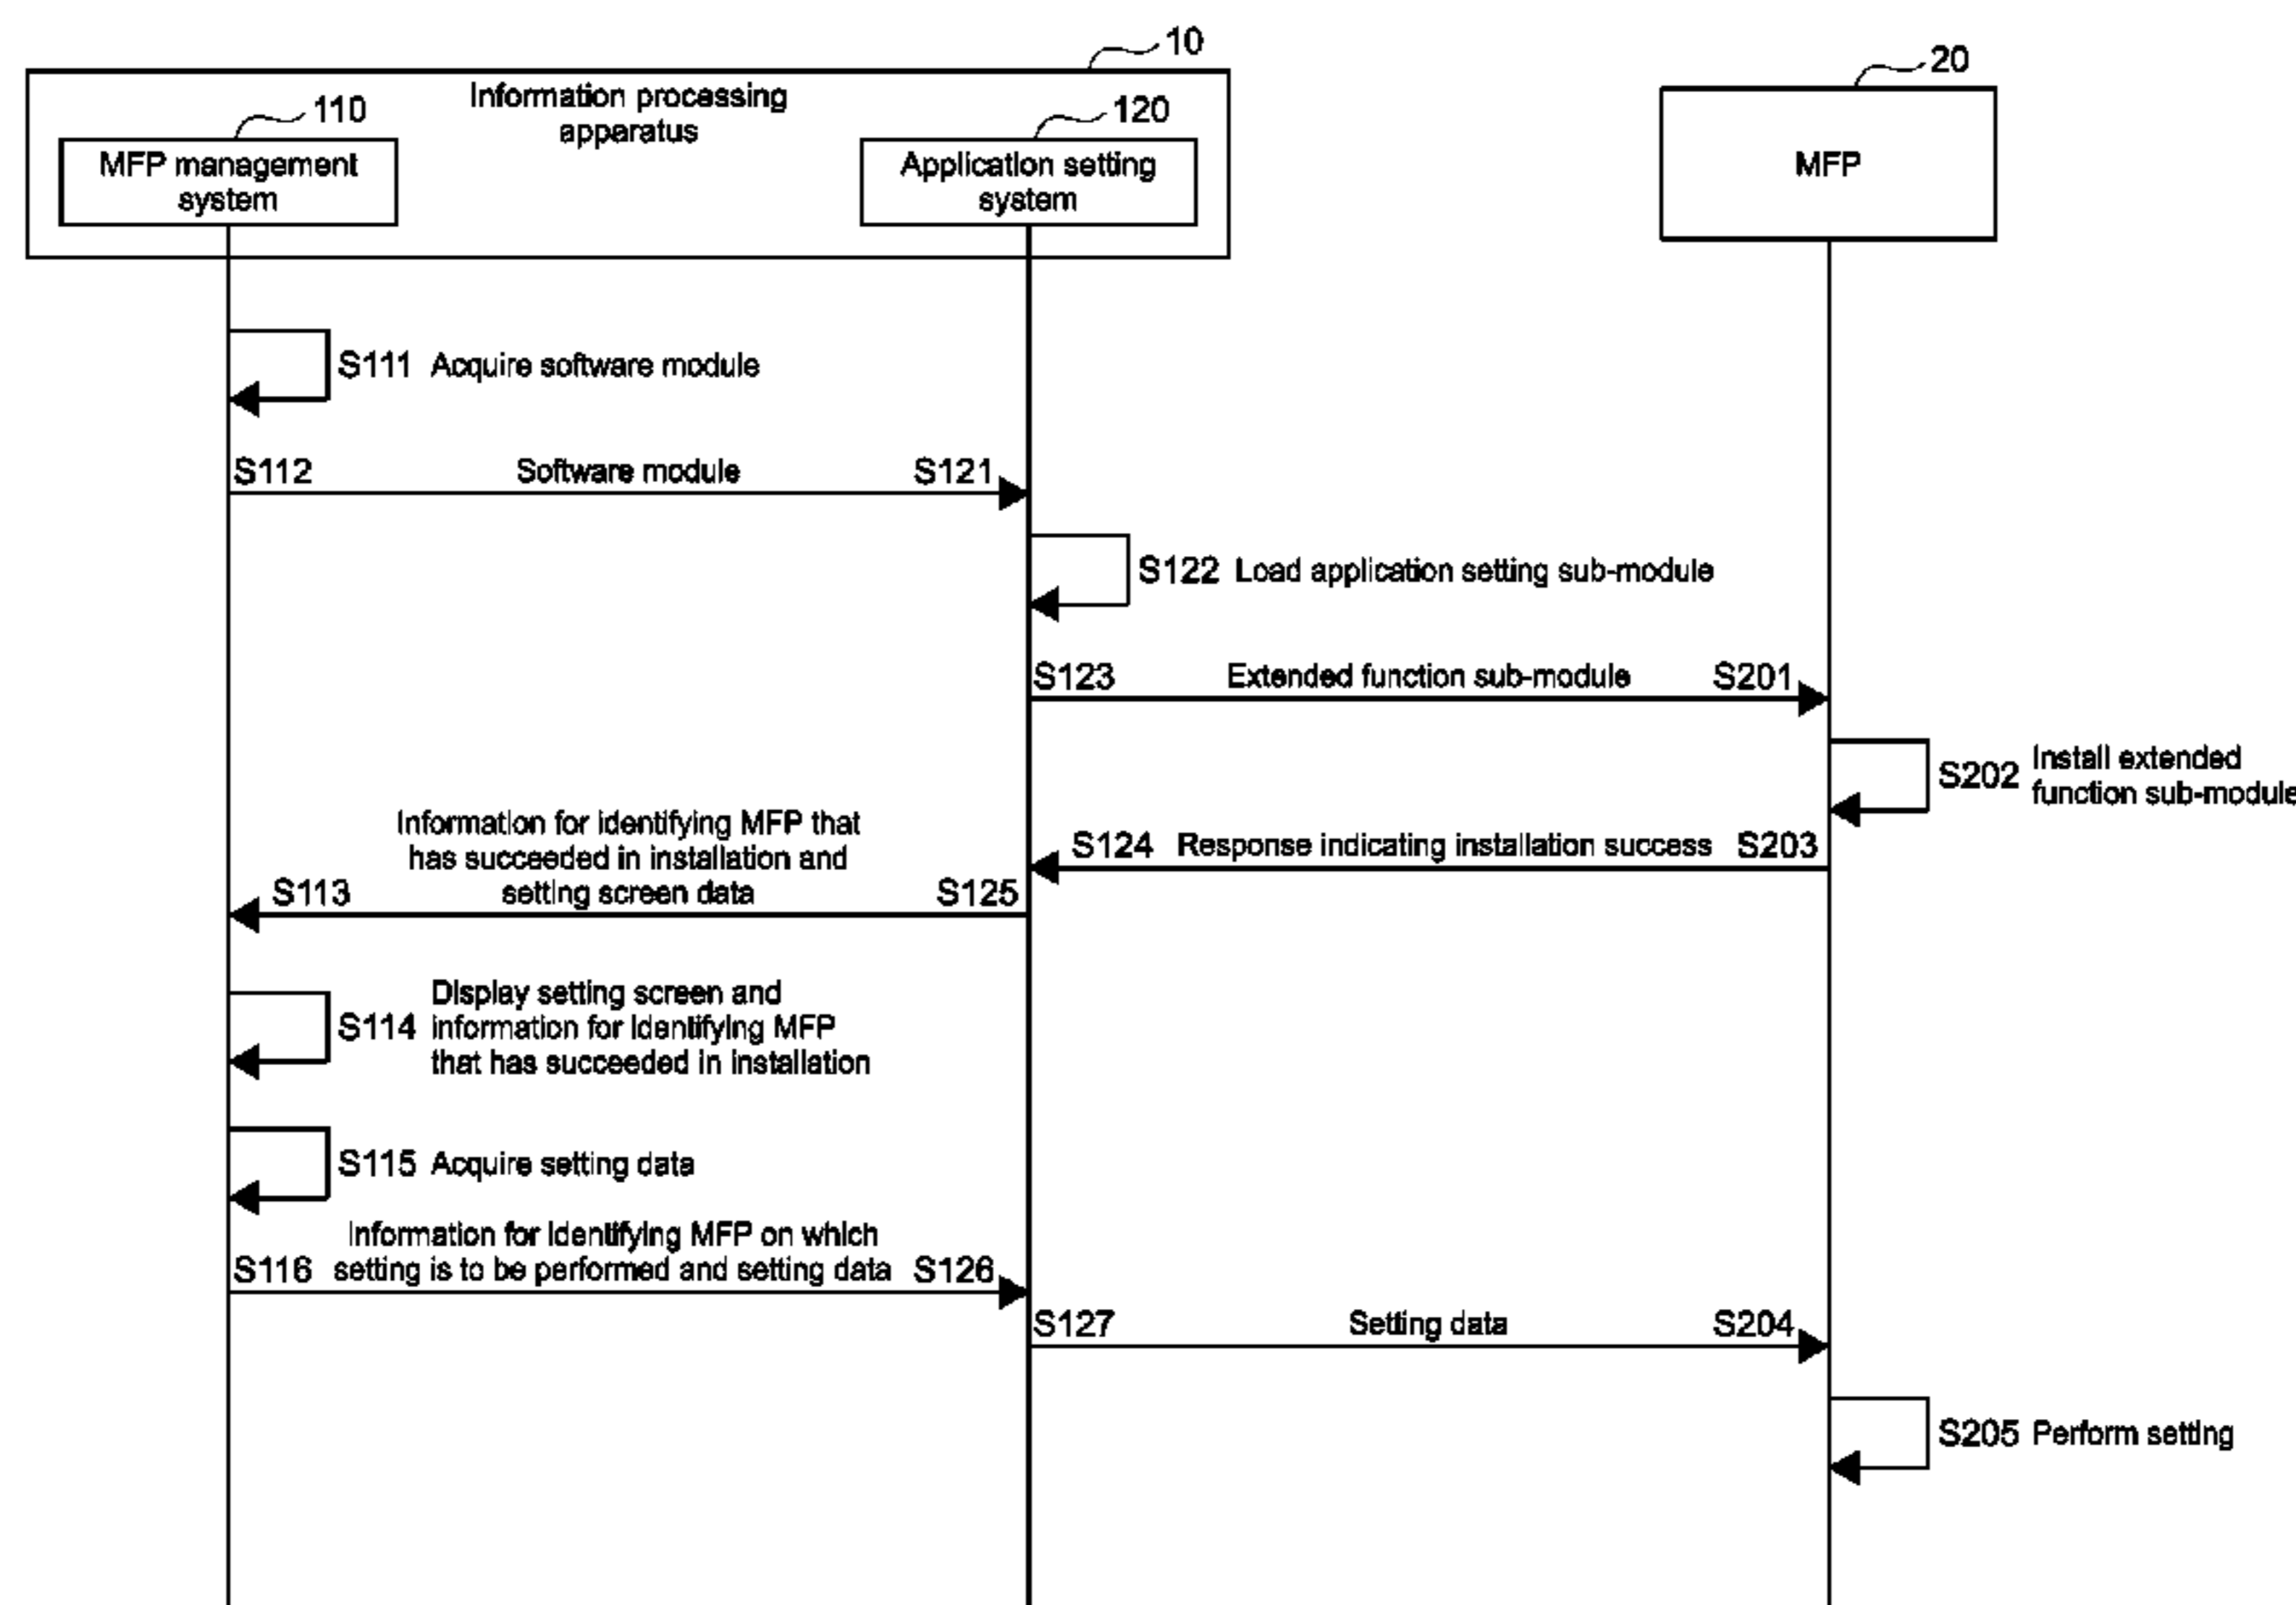 10
20
Information processing
apparatus
110
120
MFP management
system
Application setting
system
MFP
S111 Acquire software module
S112 Software module S121
S122 Load application setting sub-module
S123 Extended function sub-module S201
S202 Install extended
function sub-module
S124 Response indicating installation success S203
Information for identifying MFP that
has succeeded in installation and
S113 setting screen data S125
Display setting screen and
S114 information for identifying MFP
that has succeeded in installation
S115 Acquire setting data
Information for identifying MFP on which
S116 setting is to be performed and setting data S126
S127 Setting data S204
S205 Perform setting